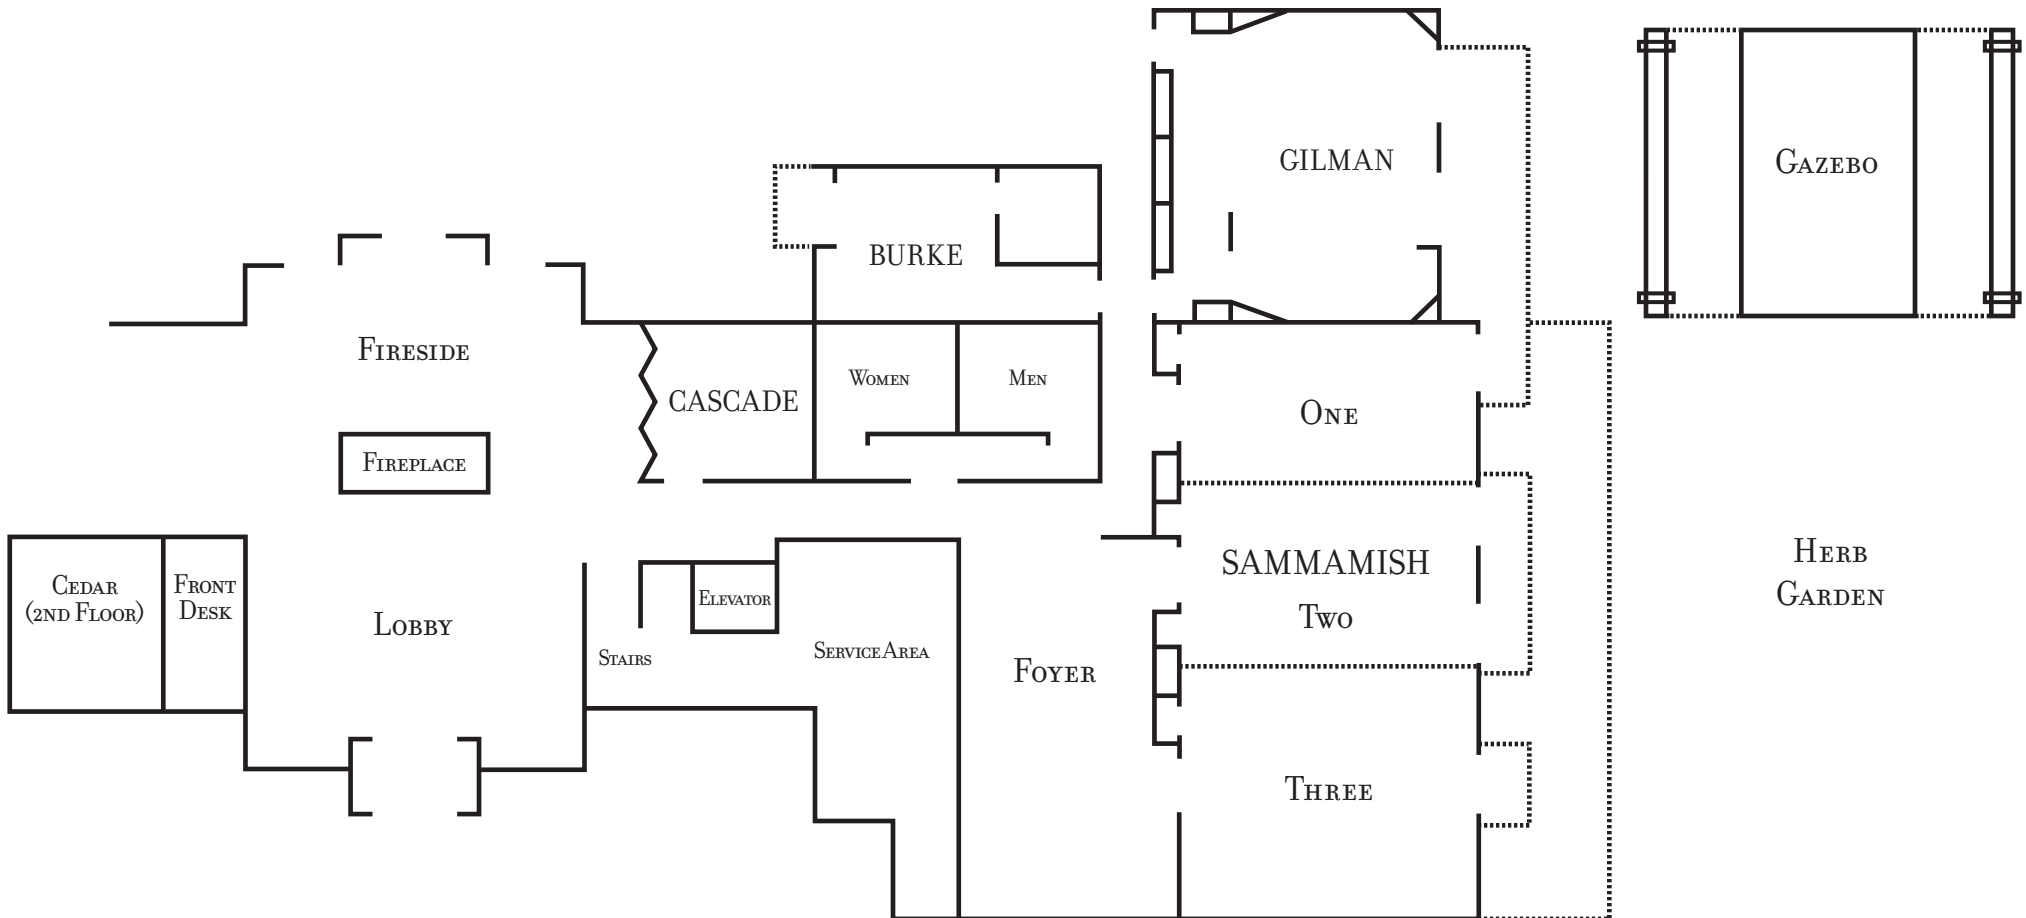 GILMAN
Gazebo
BURKE
Fireside
CASCADE
Women
Men
One
Fireplace
Cedar
(2nd Floor)
Front
Desk
Lobby
Elevator
Stairs
Service Area
Foyer
SAMMAMISH
Two
Three
Herb
Garden